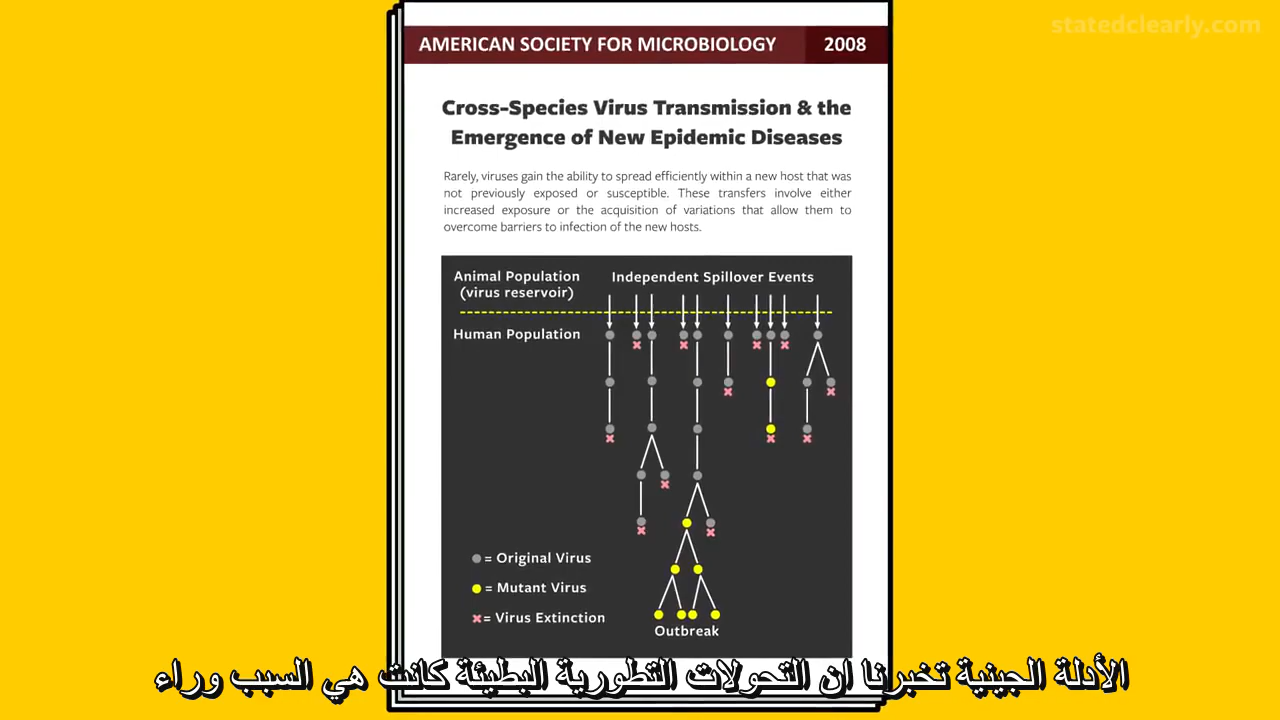 statedclearly.com
AMERICAN SOCIETY FOR MICROBIOLOGY 2008
Cross-Species Virus Transmission & the
Emergence of New Epidemic Diseases
Rarely, viruses gain the ability to spread efficiently within a new host that was
not previously exposed or susceptible. These transfers involve either
increased exposure or the acquisition of variations that allow them to
overcome barriers to infection of the new hosts.
Animal Population
(virus reservoir)
Independent Spillover Events
Human Population
= Original Virus
= Mutant Virus
= Virus Extinction
Outbreak
الأدلة الجينية تخبرنا ان التحولات التطورية البطيئة كانت هي السبب وراء